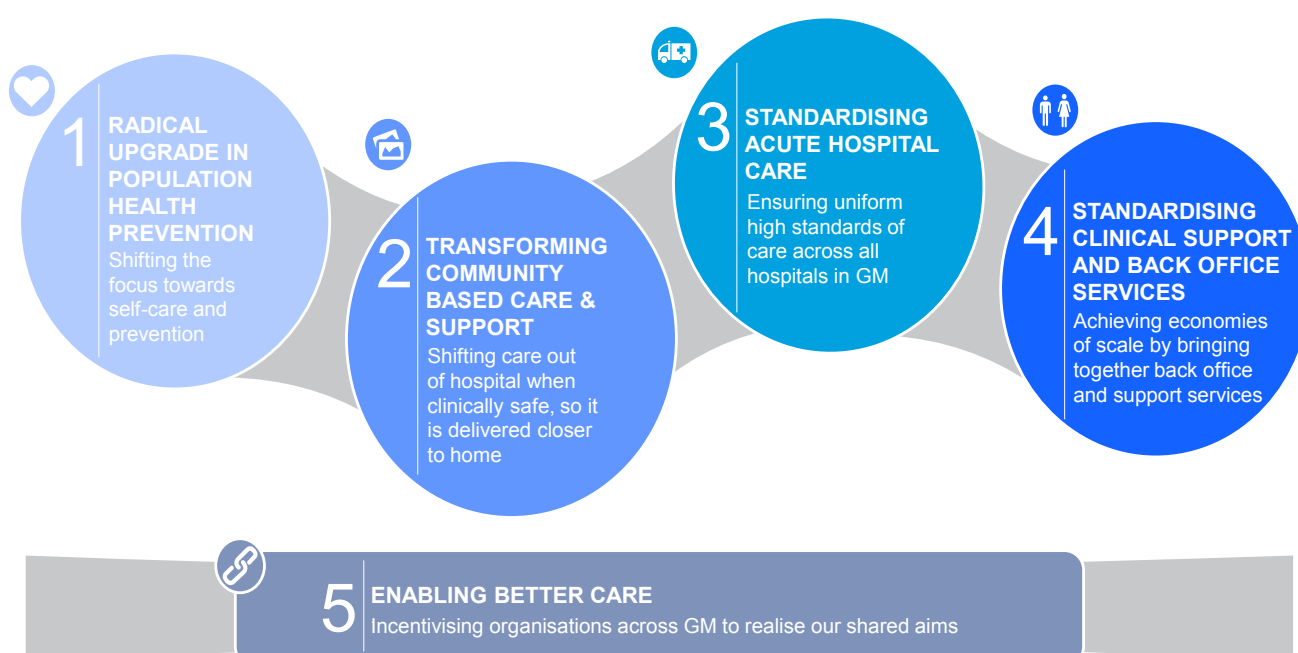 1
RADICAL
UPGRADE IN
POPULATION
HEALTH
PREVENTION
Shifting the
focus towards
self-care and
prevention
2
TRANSFORMING
COMMUNITY
BASED CARE &
SUPPORT
Shifting care out
of hospital when
clinically safe, so it
is delivered closer
to home
3
STANDARDISING
ACUTE HOSPITAL
CARE
Ensuring uniform
high standards of
care across all
hospitals in GM
4
STANDARDISING
CLINICAL SUPPORT
AND BACK OFFICE
SERVICES
Achieving economies
of scale by bringing
together back office
and support services
5
ENABLING BETTER CARE
Incentivising organisations across GM to realise our shared aims